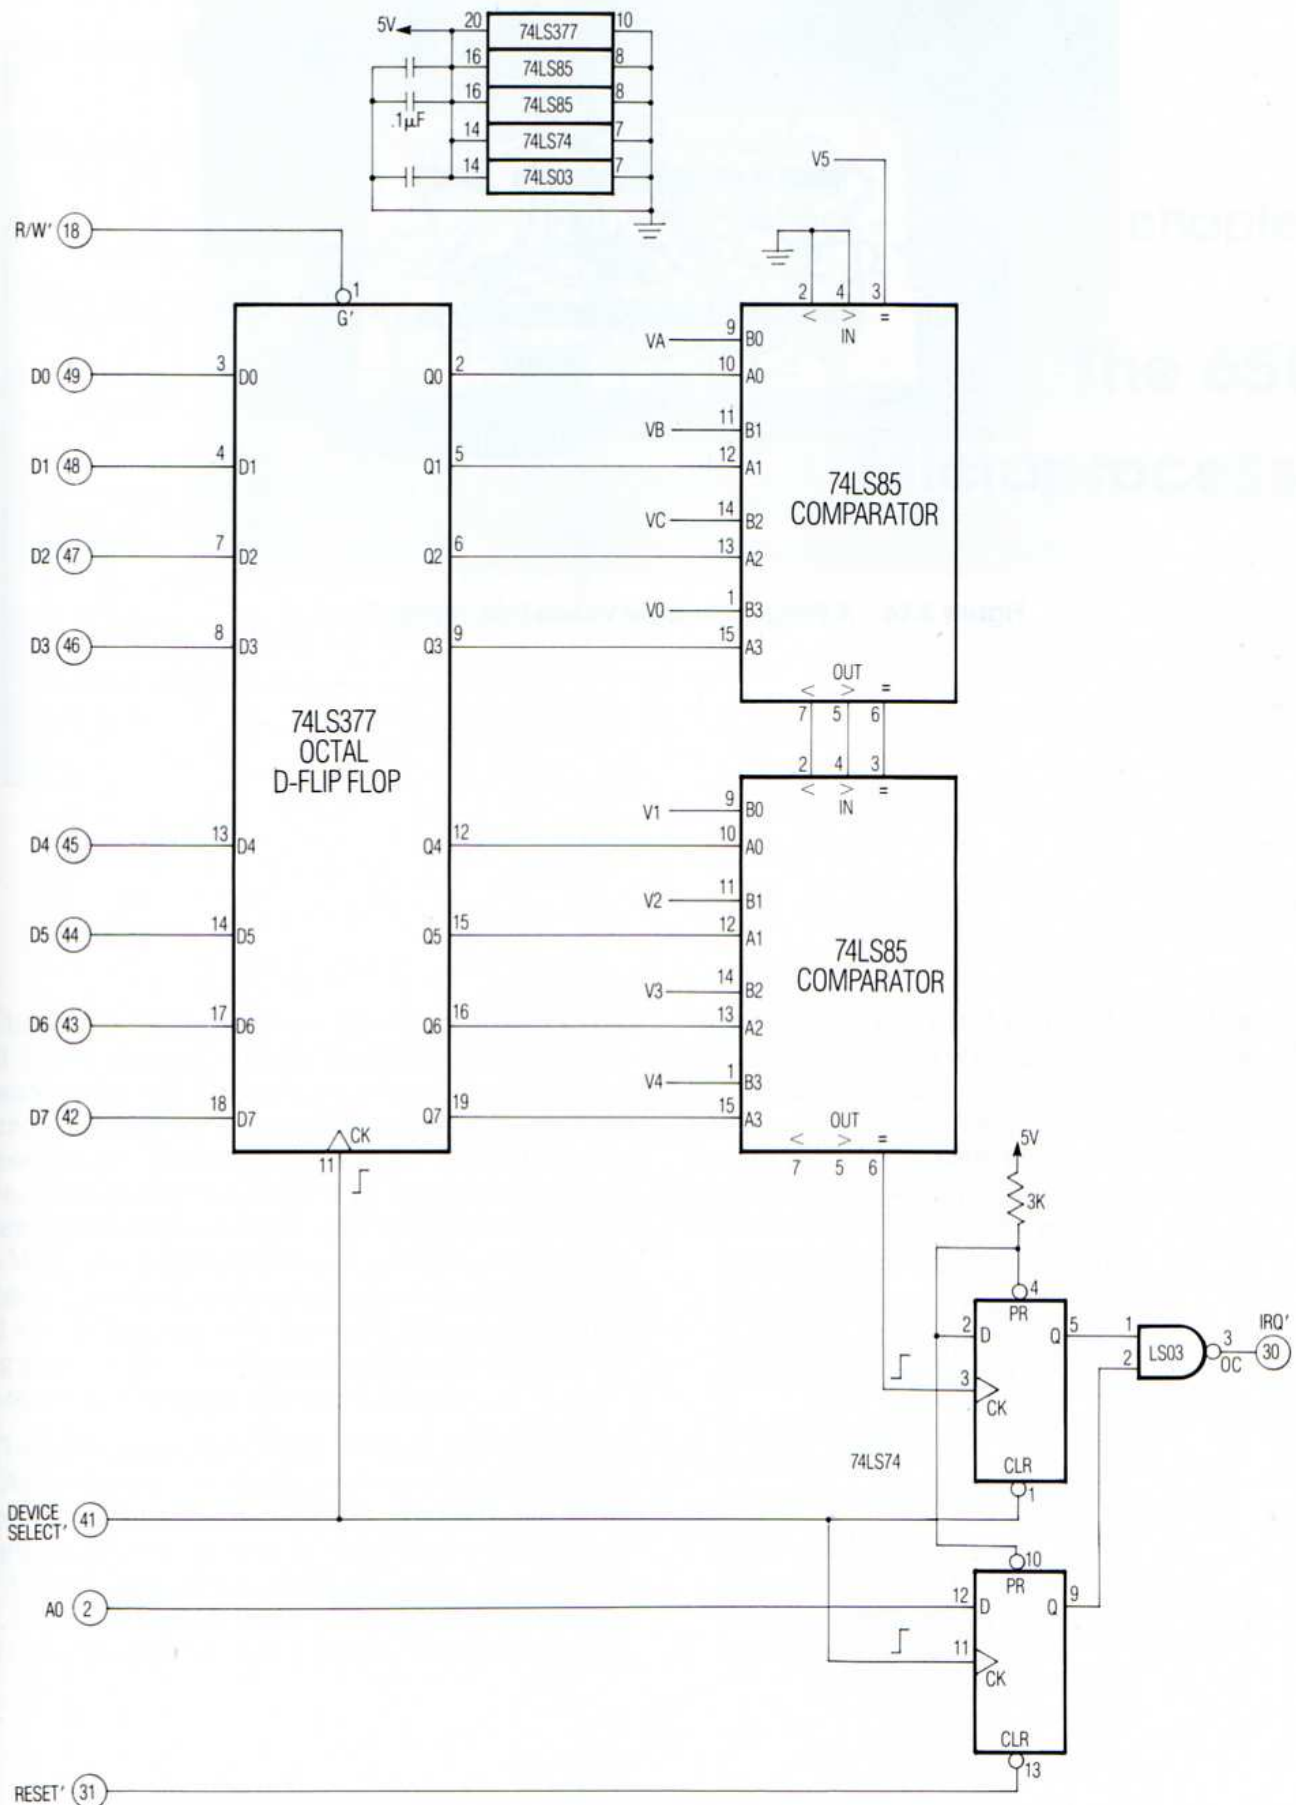 5V 20 74LS377 10
16 74LS85 8
16 74LS85 8
.1µF
14 74LS74 7
14 74LS03 7
V5
R/W' 18
1
G'
2 4 3
< > =
IN
VA 9 B0
D0 49 3 D0 Q0 2 10 A0
VB 11 B1
D1 48 4 D1 Q1 5 12 A1
74LS85
COMPARATOR
VC 14 B2
D2 47 7 D2 Q2 6 13 A2
V0 1 B3
D3 46 8 D3 Q3 9 15 A3
OUT
< > =
7 5 6
74LS377
OCTAL
D-FLIP FLOP
2 4 3
< > =
IN
V1 9 B0
D4 45 13 D4 Q4 12 10 A0
V2 11 B1
D5 44 14 D5 Q5 15 12 A1
74LS85
COMPARATOR
V3 14 B2
D6 43 17 D6 Q6 16 13 A2
V4 1 B3
D7 42 18 D7 Q7 19 15 A3
CK
11
OUT
< > =
7 5 6
5V
3K
4
PR
2 D Q 5
1
2
LS03
3
OC
IRQ'
30
3
CK
74LS74
CLR
1
DEVICE
SELECT' 41
10
PR
A0 2 12 D Q 9
11
CK
CLR
13
RESET' 31